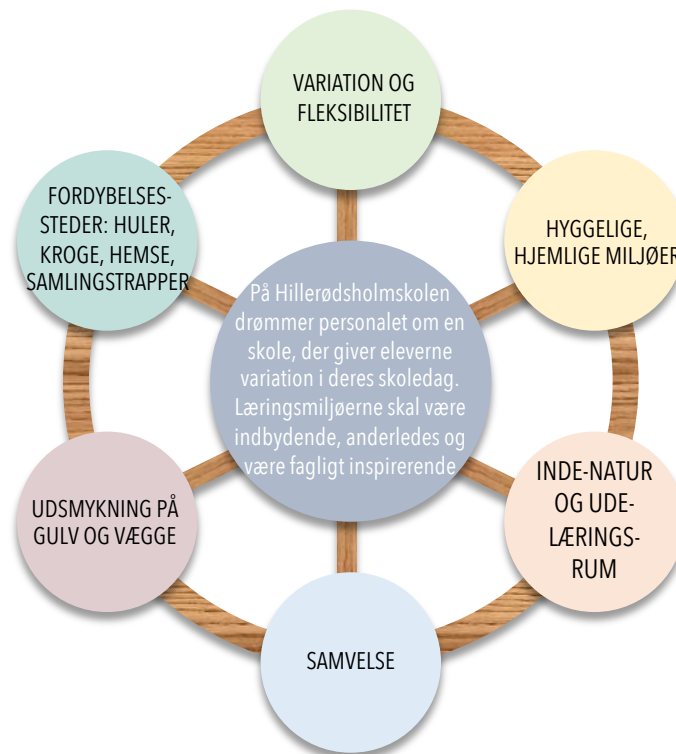 VARIATION OG
FLEKSIBILITET
FORDYBELSES-
STEDER: HULER,
KROGE, HEMSE,
SAMLINGSTRAPPER
HYGGELIGE,
HJEMLIGE MILJØER
På Hillerødsholmskolen
drømmer personalet om en
skole, der giver eleverne
variation i deres skoledag.
Læringsmiljøerne skal være
indbydende, anderledes og
være fagligt inspirerende
UDSMYKNING PÅ
GULV OG VÆGGE
INDE-NATUR
OG UDE-
LÆRINGS-
RUM
SAMVELSE